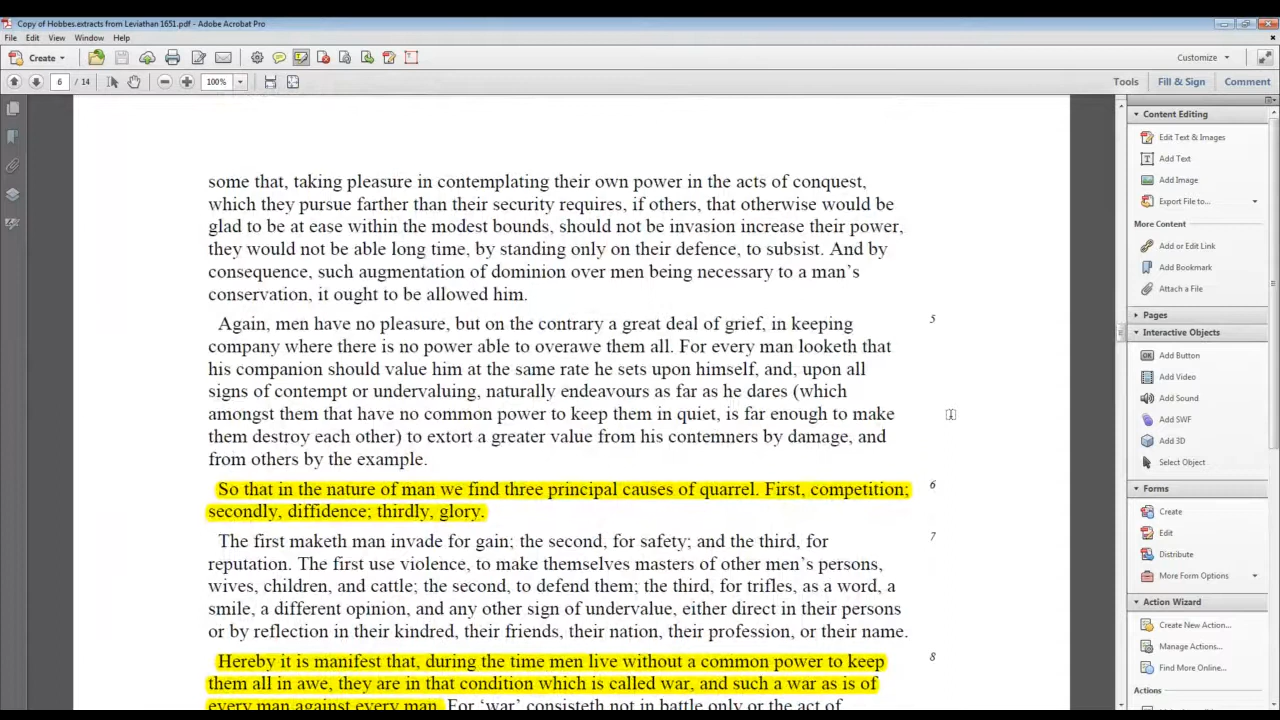 Copy of Hobbes.extracts from Leviathan 1651.pdf - Adobe Acrobat Pro
File Edit View Window Help
Create Customize
6 / 14 100% Tools Fill & Sign Comment
some that, taking pleasure in contemplating their own power in the acts of conquest,
which they pursue farther than their security requires, if others, that otherwise would be
glad to be at ease within the modest bounds, should not be invasion increase their power,
they would not be able long time, by standing only on their defence, to subsist. And by
consequence, such augmentation of dominion over men being necessary to a man's
conservation, it ought to be allowed him.
Again, men have no pleasure, but on the contrary a great deal of grief, in keeping 5
company where there is no power able to overawe them all. For every man looketh that
his companion should value him at the same rate he sets upon himself, and, upon all
signs of contempt or undervaluing, naturally endeavours as far as he dares (which
amongst them that have no common power to keep them in quiet, is far enough to make
them destroy each other) to extort a greater value from his contemners by damage, and
from others by the example.
So that in the nature of man we find three principal causes of quarrel. First, competition; 6
secondly, diffidence; thirdly, glory.
The first maketh man invade for gain; the second, for safety; and the third, for 7
reputation. The first use violence, to make themselves masters of other men's persons,
wives, children, and cattle; the second, to defend them; the third, for trifles, as a word, a
smile, a different opinion, and any other sign of undervalue, either direct in their persons
or by reflection in their kindred, their friends, their nation, their profession, or their name.
Hereby it is manifest that, during the time men live without a common power to keep 8
them all in awe, they are in that condition which is called war, and such a war as is of
every man against every man. For 'war' consisteth not in battle only or the act of
Content Editing
Edit Text & Images
T Add Text
Add Image
Export File to...
More Content
Add or Edit Link
Add Bookmark
Attach a File
Pages
Interactive Objects
OK Add Button
Add Video
Add Sound
Add SWF
Add 3D
Select Object
Forms
Create
Edit
Distribute
More Form Options
Action Wizard
Create New Action...
Manage Actions...
Find More Online...
Actions